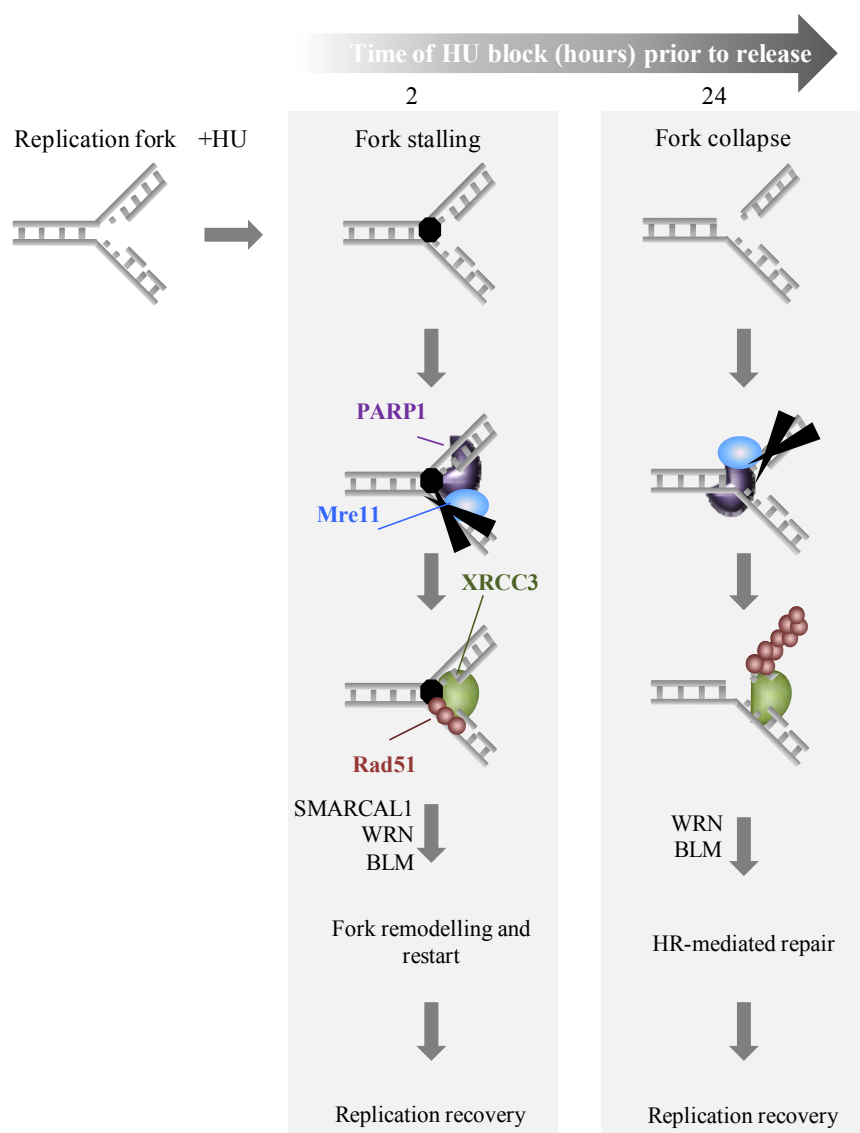 Time of HU block (hours) prior to release
2
24
Replication fork +HU
Fork stalling
Fork collapse
PARP1
Mre11
XRCC3
Rad51
SMARCAL1
WRN
BLM
WRN
BLM
Fork remodelling and
restart
HR-mediated repair
Replication recovery
Replication recovery